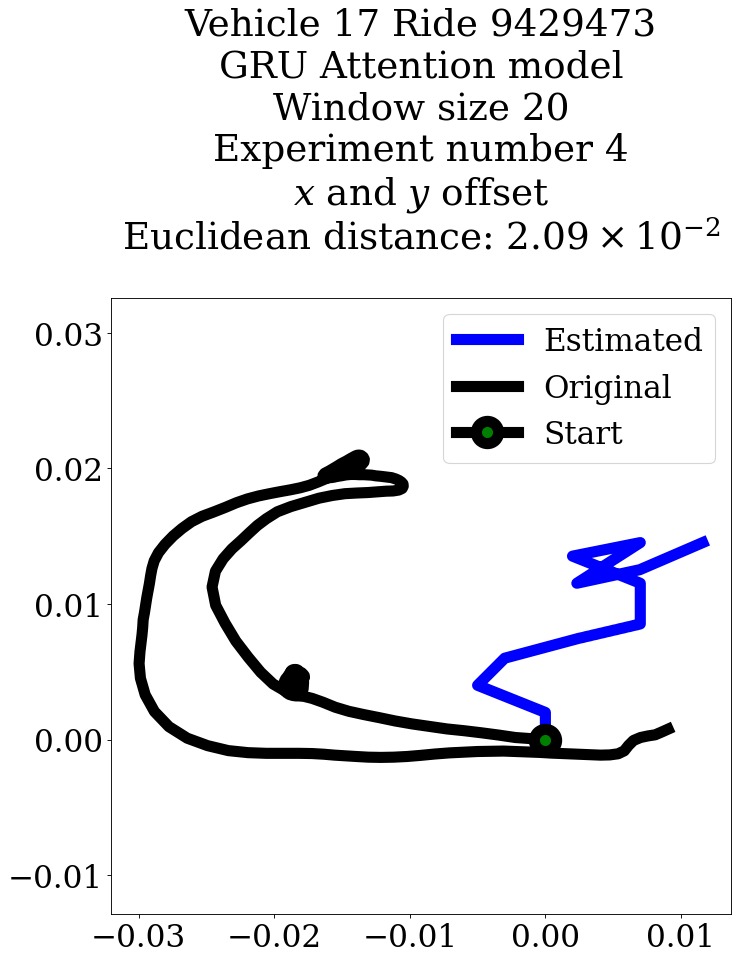 Vehicle 17 Ride 9429473
GRU Attention model
Window size 20
Experiment number 4
x and y offset
Euclidean distance: 2.09 × 10⁻²
Estimated
Original
Start
0.03
0.02
0.01
0.00
−0.01
−0.03 −0.02 −0.01 0.00 0.01